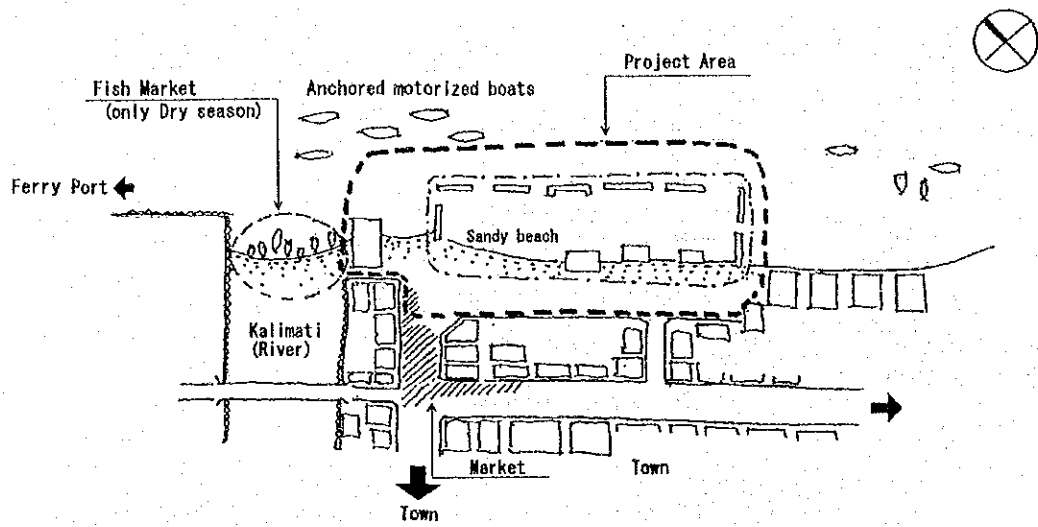 Project Area
Fish Market
(only Dry season)
Anchored motorized boats
Ferry Port
Sandy beach
Kalimati
(River)
Market
Town
Town